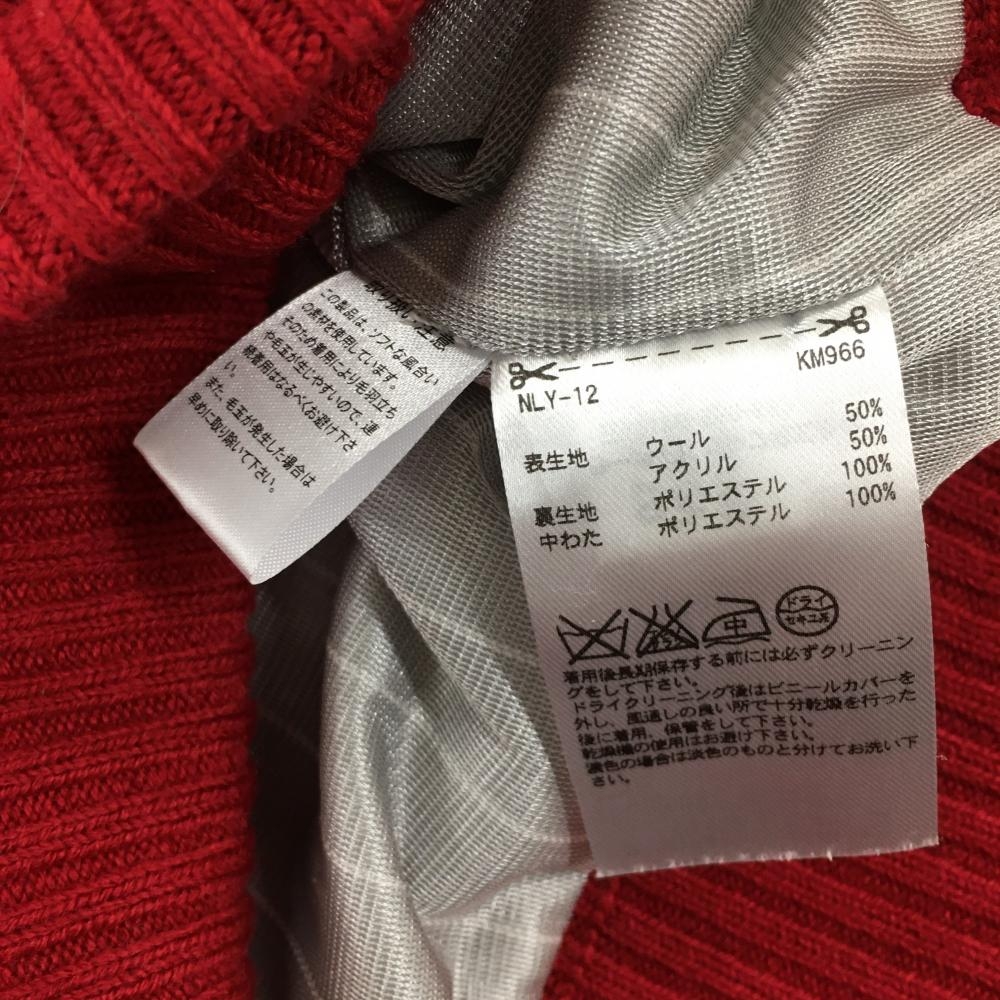 取り扱い注意
この製品は、ソフトな風合い
の素材を使用しています。
そのため着用により毛羽立ち
や毛玉が生じやすいので、連
続着用はなるべくお避け下さ
い。
また、毛玉が発生した場合は
早めに取り除いて下さい。
KM966
NLY-12
表生地 ウール 50%
アクリル 50%
裏生地 ポリエステル 100%
中わた ポリエステル 100%
中
ドライ
セキユ系
着用後長期保存する前には必ずクリーニン
グをして下さい。
ドライクリーニング後はビニールカバーを
外し、風通しの良い所で十分乾燥を行った
後に着用、保管をして下さい。
乾燥機の使用はお避け下さい。
濃色の場合は淡色のものと分けてお洗い下
さい。